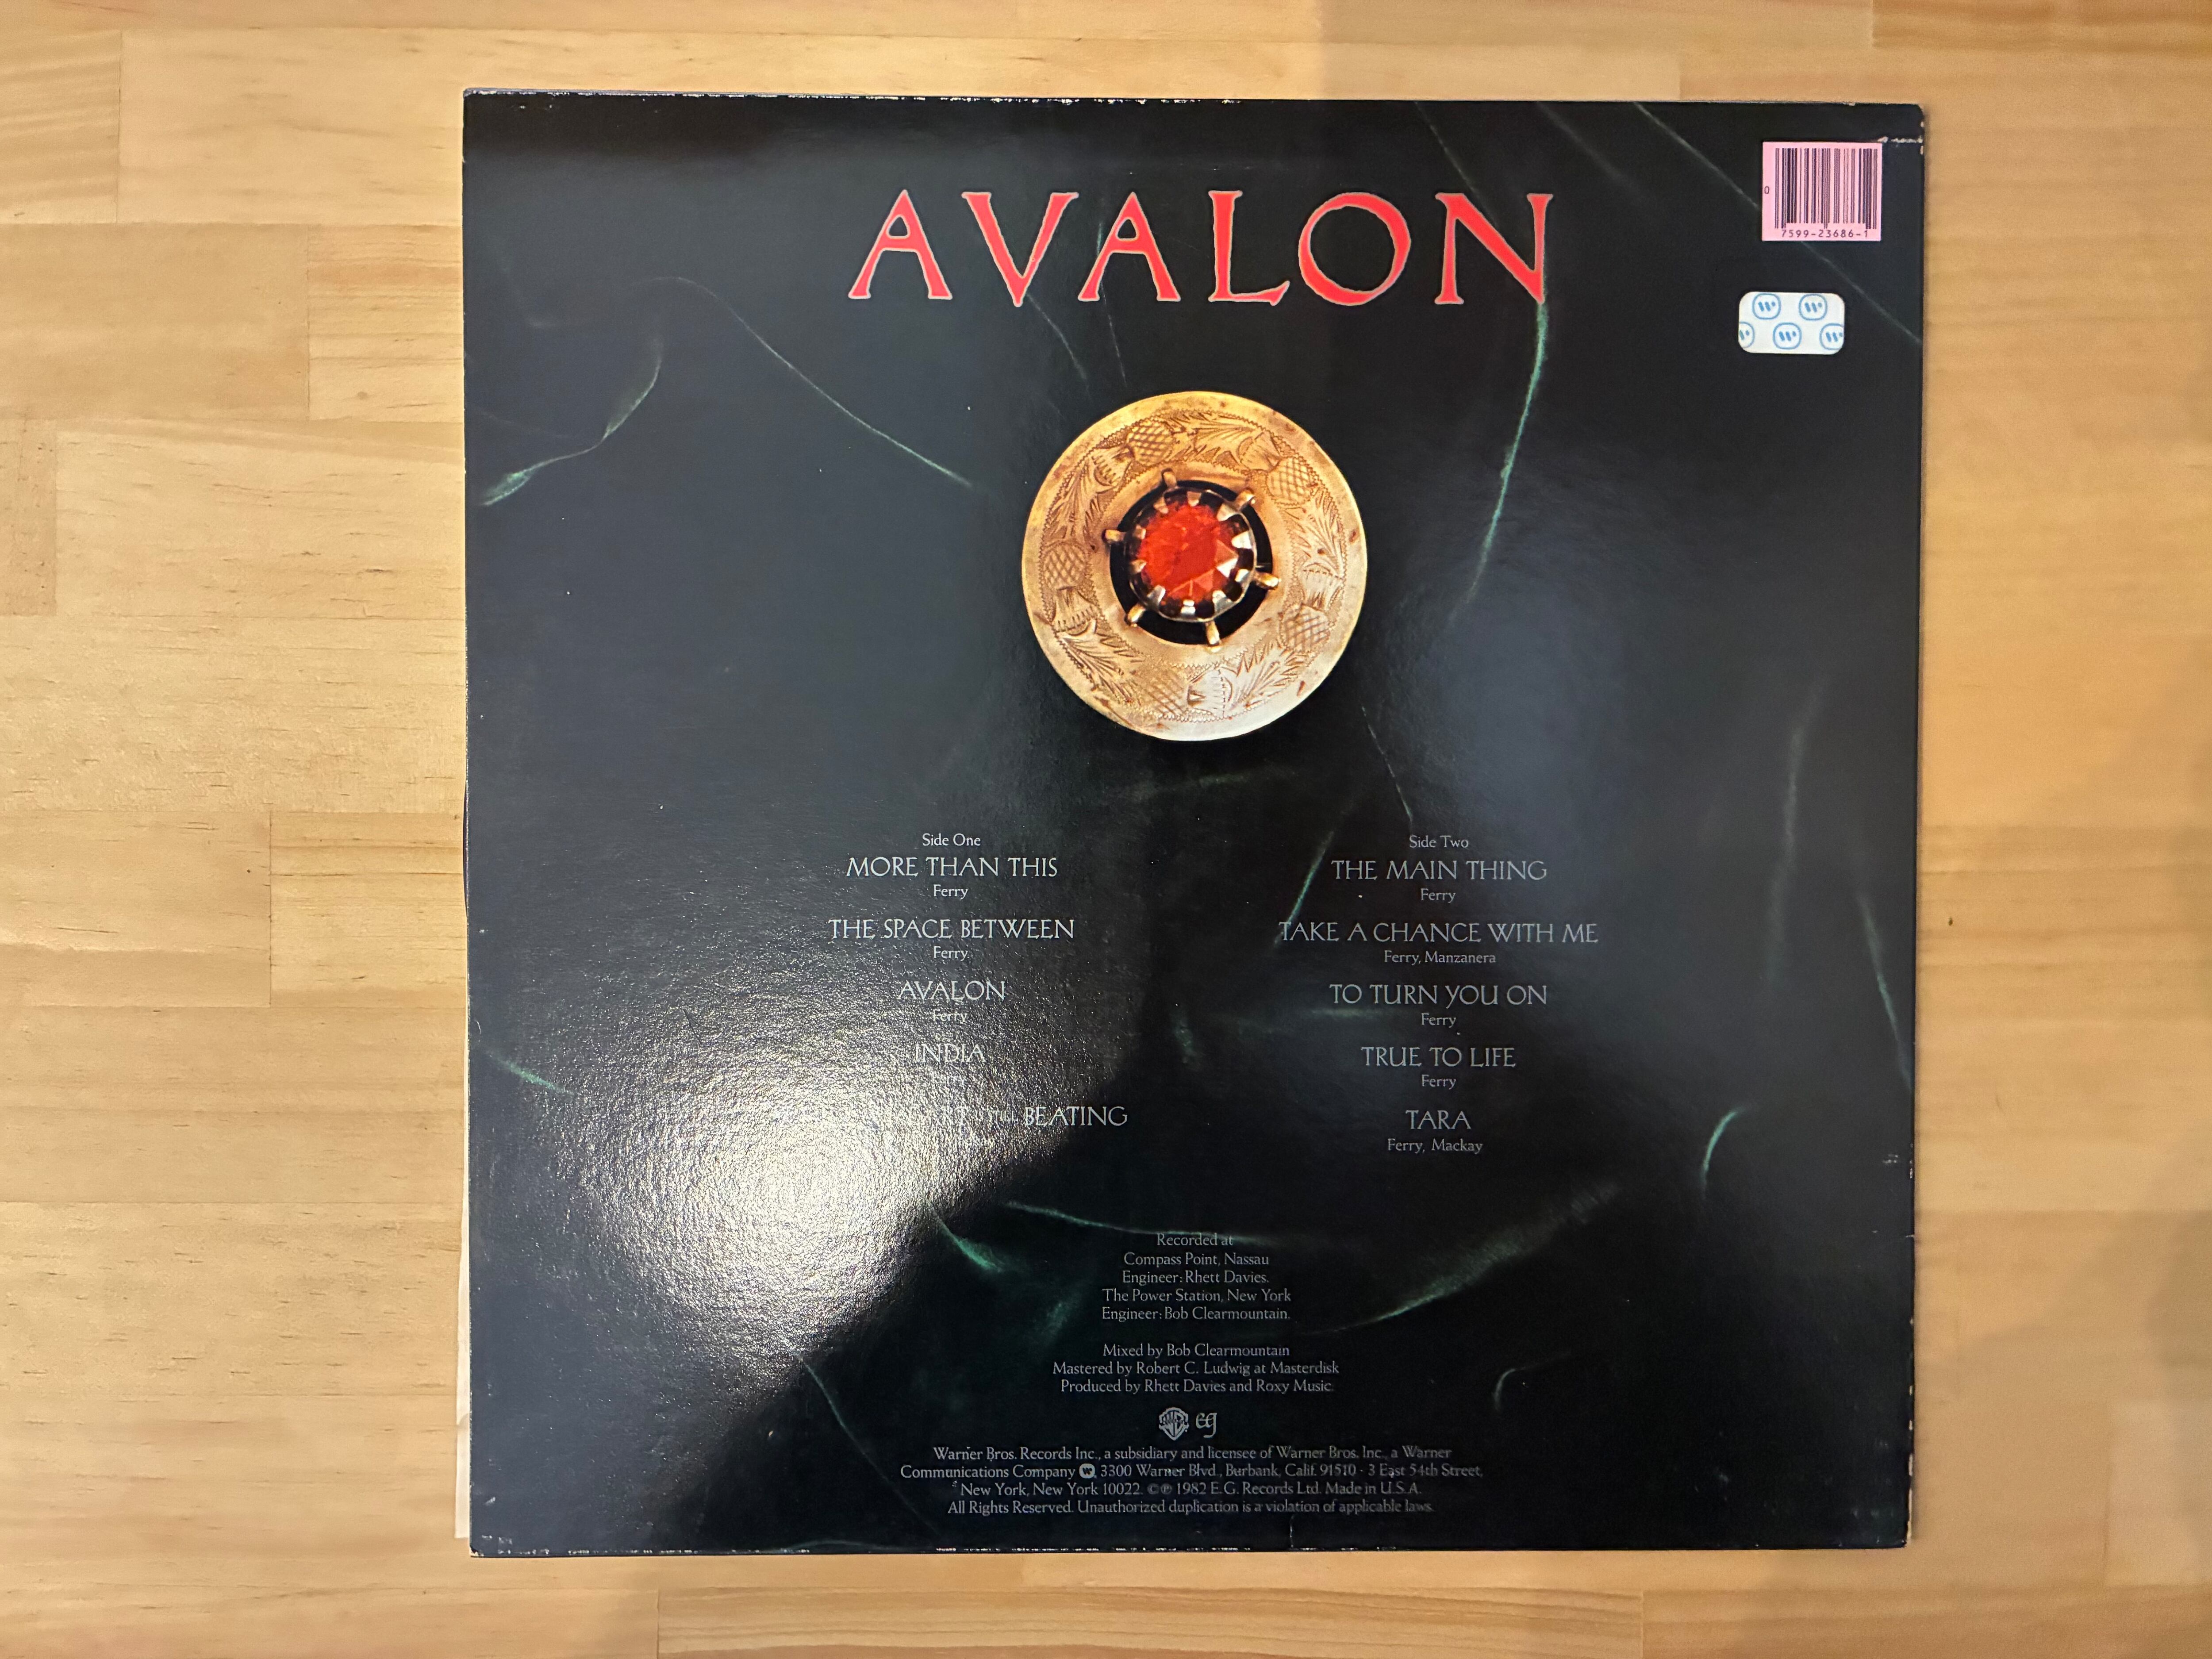 AVALON
0
7599-23686-1
Side One
MORE THAN THIS
Ferry
THE SPACE BETWEEN
Ferry
AVALON
Ferry
INDIA
Ferry
BEATING
Side Two
THE MAIN THING
Ferry
TAKE A CHANCE WITH ME
Ferry, Manzanera
TO TURN YOU ON
Ferry
TRUE TO LIFE
Ferry
TARA
Ferry, Mackay
Recorded at
Compass Point, Nassau
Engineer: Rhett Davies.
The Power Station, New York
Engineer: Bob Clearmountain.
Mixed by Bob Clearmountain
Mastered by Robert C. Ludwig at Masterdisk
Produced by Rhett Davies and Roxy Music.
eg
Warner Bros. Records Inc., a subsidiary and licensee of Warner Bros. Inc., a Warner
Communications Company, 3300 Warner Blvd., Burbank, Calif. 91510 · 3 East 54th Street,
New York, New York 10022. ©℗ 1982 E.G. Records Ltd. Made in U.S.A.
All Rights Reserved. Unauthorized duplication is a violation of applicable laws.